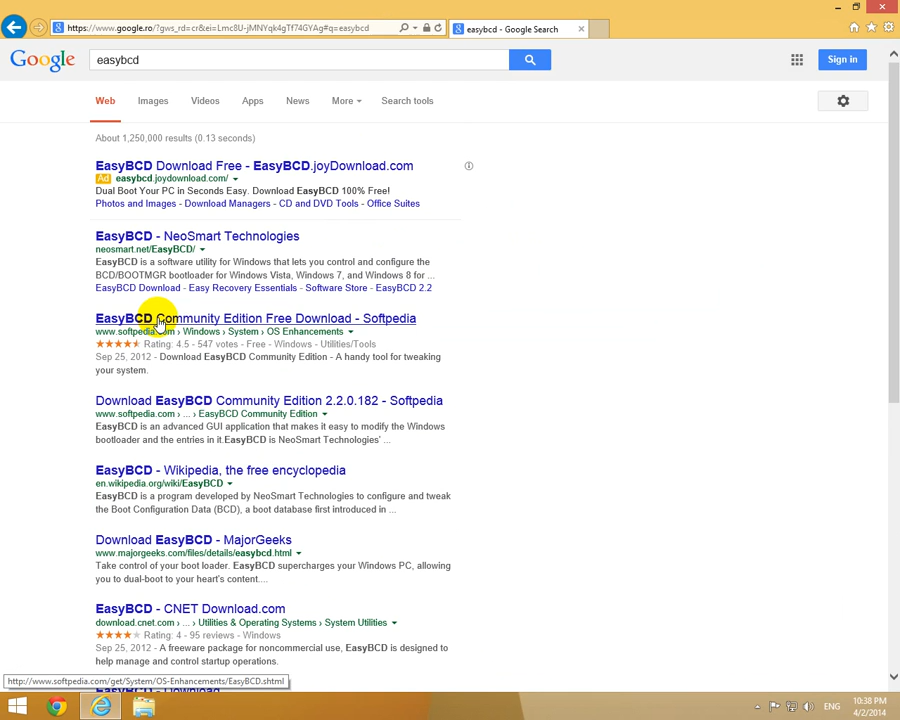 https://www.google.ro/?gws_rd=cr&ei=Lmc8U-jMNYqk4gTf74GYAg#q=easybcd
easybcd - Google Search
Google
easybcd
Sign in
Web Images Videos Apps News More Search tools
About 1,250,000 results (0.13 seconds)
EasyBCD Download Free - EasyBCD.joyDownload.com
Ad easybcd.joydownload.com/
Dual Boot Your PC in Seconds Easy. Download EasyBCD 100% Free!
Photos and Images - Download Managers - CD and DVD Tools - Office Suites
EasyBCD - NeoSmart Technologies
neosmart.net/EasyBCD/
EasyBCD is a software utility for Windows that lets you control and configure the
BCD/BOOTMGR bootloader for Windows Vista, Windows 7, and Windows 8 for ...
EasyBCD Download - Easy Recovery Essentials - Software Store - EasyBCD 2.2
EasyBCD Community Edition Free Download - Softpedia
www.softpedia.com › Windows › System › OS Enhancements
Rating: 4.5 - 547 votes - Free - Windows - Utilities/Tools
Sep 25, 2012 - Download EasyBCD Community Edition - A handy tool for tweaking
your system.
Download EasyBCD Community Edition 2.2.0.182 - Softpedia
www.softpedia.com › ... › EasyBCD Community Edition
EasyBCD is an advanced GUI application that makes it easy to modify the Windows
bootloader and the entries in it.EasyBCD is NeoSmart Technologies' ...
EasyBCD - Wikipedia, the free encyclopedia
en.wikipedia.org/wiki/EasyBCD
EasyBCD is a program developed by NeoSmart Technologies to configure and tweak
the Boot Configuration Data (BCD), a boot database first introduced in ...
Download EasyBCD - MajorGeeks
www.majorgeeks.com/files/details/easybcd.html
Take control of your boot loader. EasyBCD supercharges your Windows PC, allowing
you to dual-boot to your heart's content....
EasyBCD - CNET Download.com
download.cnet.com › ... › Utilities & Operating Systems › System Utilities
Rating: 4 - 95 reviews - Windows
Sep 25, 2012 - A freeware package for noncommercial use, EasyBCD is designed to
help manage and control startup operations.
http://www.softpedia.com/get/System/OS-Enhancements/EasyBCD.shtml
EasyBCD - Download
ENG
10:38 PM
4/2/2014